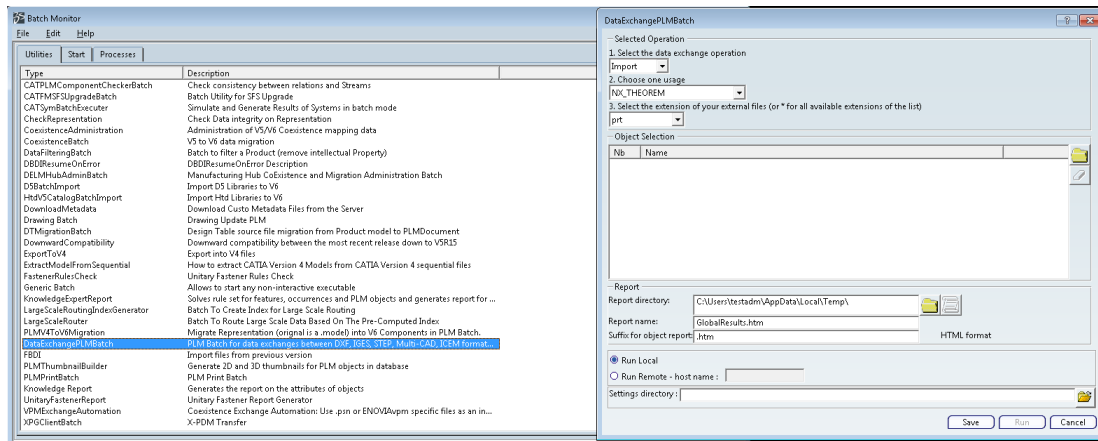 Batch Monitor
File Edit Help
Utilities Start Processes
Type Description
CATPLMComponentCheckerBatch Check consistency between relations and Streams
CATFMSFSUpgradeBatch Batch Utility for SFS Upgrade
CATSymBatchExecuter Simulate and Generate Results of Systems in batch mode
CheckRepresentation Check Data integrity on Representation
CoexistenceAdministration Administration of V5/V6 Coexistence mapping data
CoexistenceBatch V5 to V6 data migration
DataFilteringBatch Batch to filter a Product (remove intellectual Property)
DBDIResumeOnError DBDIResumeOnError Description
DELMHubAdminBatch Manufacturing Hub CoExistence and Migration Administration Batch
D5BatchImport Import D5 Libraries to V6
HtdV5CatalogBatchImport Import Htd Libraries to V6
DownloadMetadata Download Custo Metadata Files from the Server
Drawing Batch Drawing Update PLM
DTMigrationBatch Design Table source file migration from Product model to PLMDocument
DownwardCompatibility Downward compatibility between the most recent release down to V5R15
ExportToV4 Export into V4 files
ExtractModelFromSequential How to extract CATIA Version 4 Models from CATIA Version 4 sequential files
FastenerRulesCheck Unitary Fastener Rules Check
Generic Batch Allows to start any non-interactive executable
KnowledgeExpertReport Solves rule set for features, occurrences and PLM objects and generates report for ...
LargeScaleRoutingIndexGenerator Batch To Create Index for Large Scale Routing
LargeScaleRouter Batch To Route Large Scale Data Based On The Pre-Computed Index
PLMV4ToV6Migration Migrate Representation (orignal is a .model) into V6 Components in PLM Batch.
DataExchangePLMBatch PLM Batch for data exchanges between DXF, IGES, STEP, Multi-CAD, ICEM format...
FBDI Import files from previous version
PLMThumbnailBuilder Generate 2D and 3D thumbnails for PLM objects in database
PLMPrintBatch PLM Print Batch
Knowledge Report Generates the report on the attributes of objects
UnitaryFastenerReport Unitary Fastener Report Generator
VPMExchangeAutomation Coexistence Exchange Automation: Use .psn or ENOVIAvpm specific files as an in...
XPGClientBatch X-PDM Transfer
DataExchangePLMBatch
Selected Operation
1. Select the data exchange operation
Import
2. Choose one usage
NX_THEOREM
3. Select the extension of your external files (or * for all available extensions of the list)
prt
Object Selection
Nb Name
Report
Report directory: C:\Users\testadm\AppData\Local\Temp\
Report name: GlobalResults.htm
Suffix for object report: .htm HTML format
Run Local
Run Remote - host name :
Settings directory :
Save Run Cancel